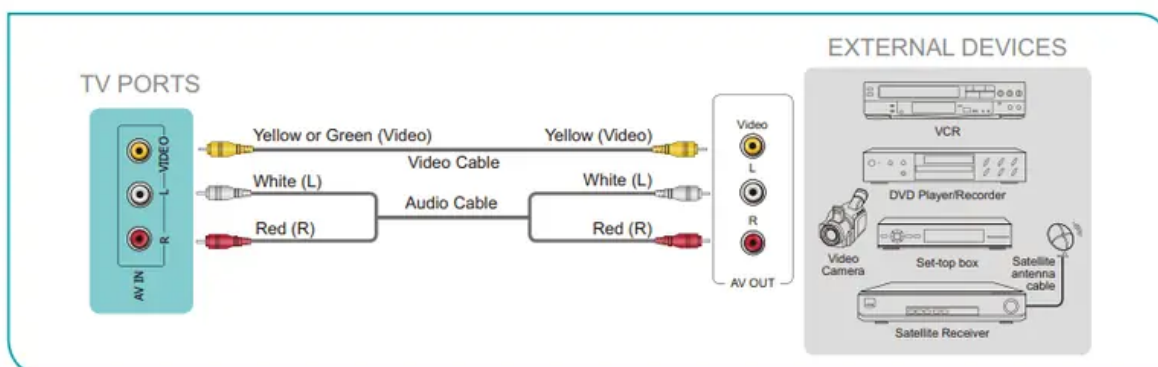 EXTERNAL DEVICES
TV PORTS
VIDEO
L
R
AV IN
Yellow or Green (Video)
Yellow (Video)
Video Cable
White (L)
White (L)
Audio Cable
Red (R)
Red (R)
Video
L
R
AV OUT
VCR
DVD Player/Recorder
Video
Camera
Set-top box
Satellite
antenna
cable
Satellite Receiver